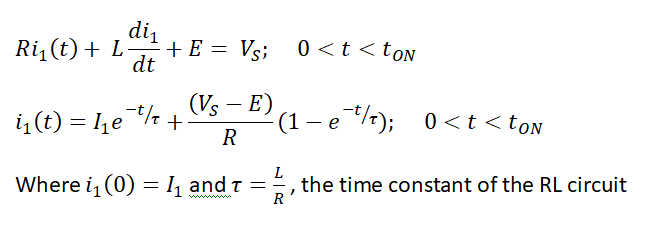 Ri₁(t) + L di₁/dt + E = V_S; 0 < t < t_ON
i₁(t) = I₁e^(−t/τ) + (V_S − E)/R (1 − e^(−t/τ)); 0 < t < t_ON
Where i₁(0) = I₁ and τ = L/R, the time constant of the RL circuit